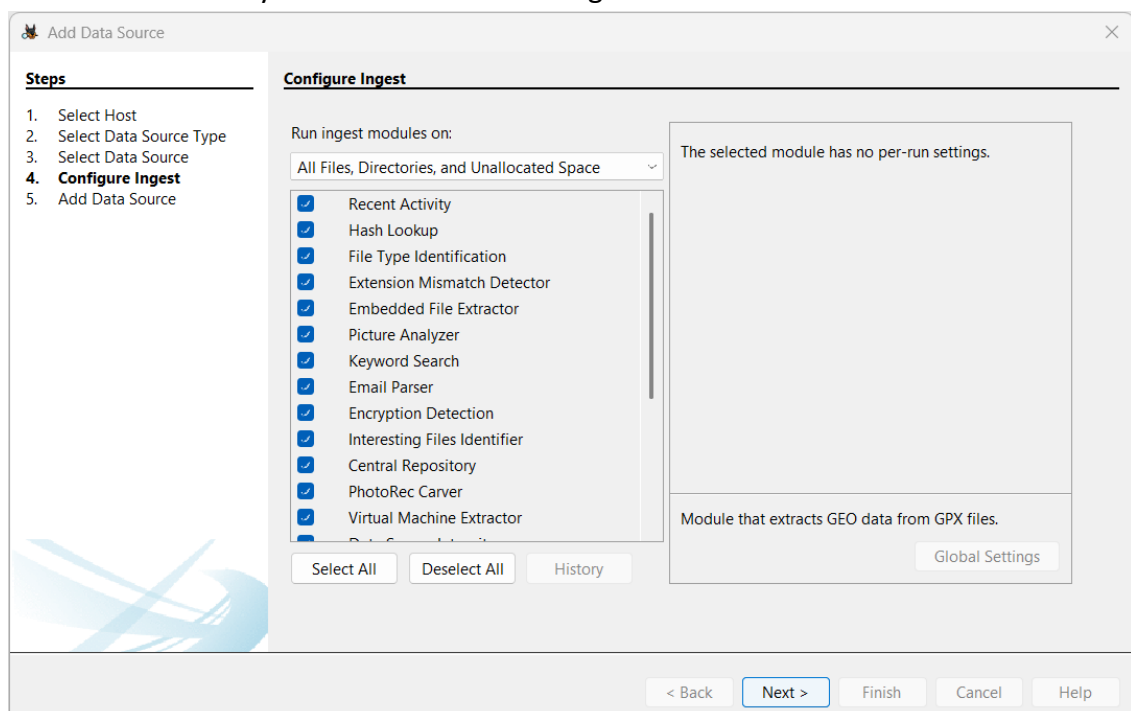 Add Data Source
Steps
1. Select Host
2. Select Data Source Type
3. Select Data Source
4. Configure Ingest
5. Add Data Source
Configure Ingest
Run ingest modules on:
All Files, Directories, and Unallocated Space
Recent Activity
Hash Lookup
File Type Identification
Extension Mismatch Detector
Embedded File Extractor
Picture Analyzer
Keyword Search
Email Parser
Encryption Detection
Interesting Files Identifier
Central Repository
PhotoRec Carver
Virtual Machine Extractor
Select All Deselect All History
The selected module has no per-run settings.
Module that extracts GEO data from GPX files.
Global Settings
< Back Next > Finish Cancel Help